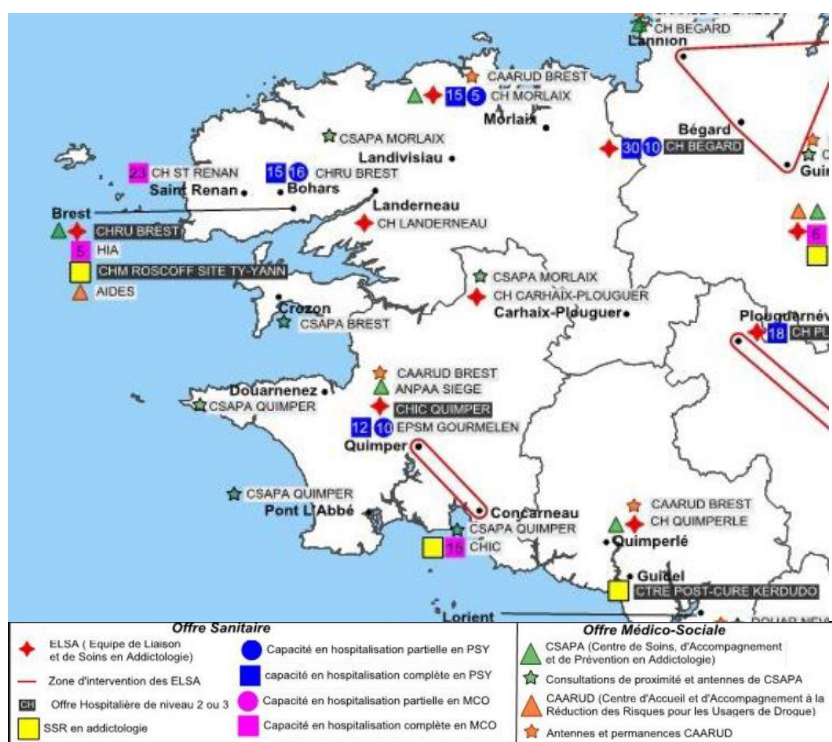 CH BEGARD
Lannion
CAARUD BREST
15 5 CH MORLAIX
Morlaix
CSAPA MORLAIX
Landivisiau
Bégard
30 10 CH BEGARD
23 CH ST RENAN
Saint Renan
15 16 CHRU BREST
Bohars
Landerneau
CH LANDERNEAU
Brest
CHRU BREST
5 HIA
CHM ROSCOFF SITE TY-YANN
AIDES
6
CSAPA MORLAIX
CH CARHAIX-PLOUGUER
Carhaix-Plouguer
Crozon
CSAPA BREST
18
CAARUD BREST
ANPAA SIEGE
CHIC QUIMPER
12 10 EPSM GOURMELEN
Quimper
Douarnenez
CSAPA QUIMPER
CSAPA QUIMPER
Pont L'Abbé
Concarneau
CSAPA QUIMPER
16 CHIC
CAARUD BREST
CH QUIMPERLE
Quimperlé
Guidel
CTRE POST-CURE KERDUDO
Lorient
Offre Sanitaire
ELSA ( Equipe de Liaison
et de Soins en Addictologie)
Zone d'intervention des ELSA
CH Offre Hospitalière de niveau 2 ou 3
SSR en addictologie
Capacité en hospitalisation partielle en PSY
capacité en hospitalisation complète en PSY
Capacité en hospitalisation partielle en MCO
Capacité en hospitalisation complète en MCO
Offre Médico-Sociale
CSAPA (Centre de Soins, d'Accompagnement
et de Prévention en Addictologie)
Consultations de proximité et antennes de CSAPA
CAARUD (Centre d'Accueil et d'Accompagnement à la
Réduction des Risques pour les Usagers de Drogue)
Antennes et permanences CAARUD